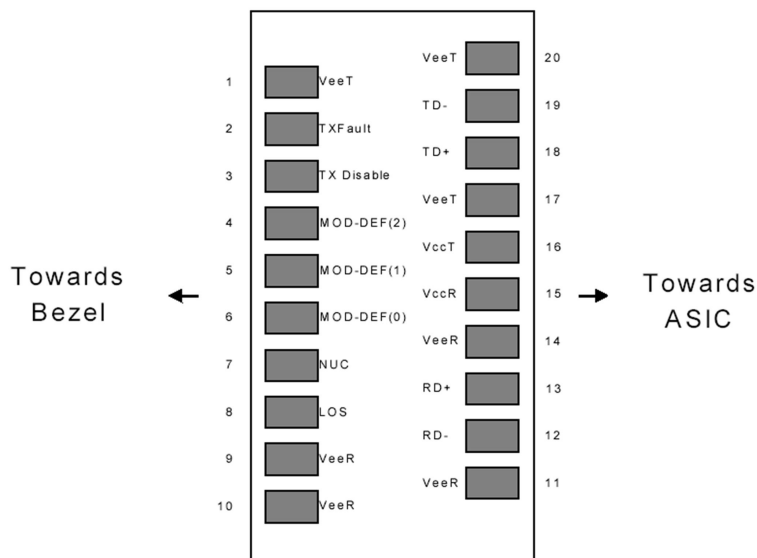 VeeT 20
1 VeeT
TD- 19
2 TXFault
TD+ 18
3 TX Disable
VeeT 17
4 MOD-DEF(2)
VccT 16
5 MOD-DEF(1)
Towards
Bezel
VccR 15
Towards
ASIC
6 MOD-DEF(0)
VeeR 14
7 NUC
RD+ 13
8 LOS
RD- 12
9 VeeR
VeeR 11
10 VeeR